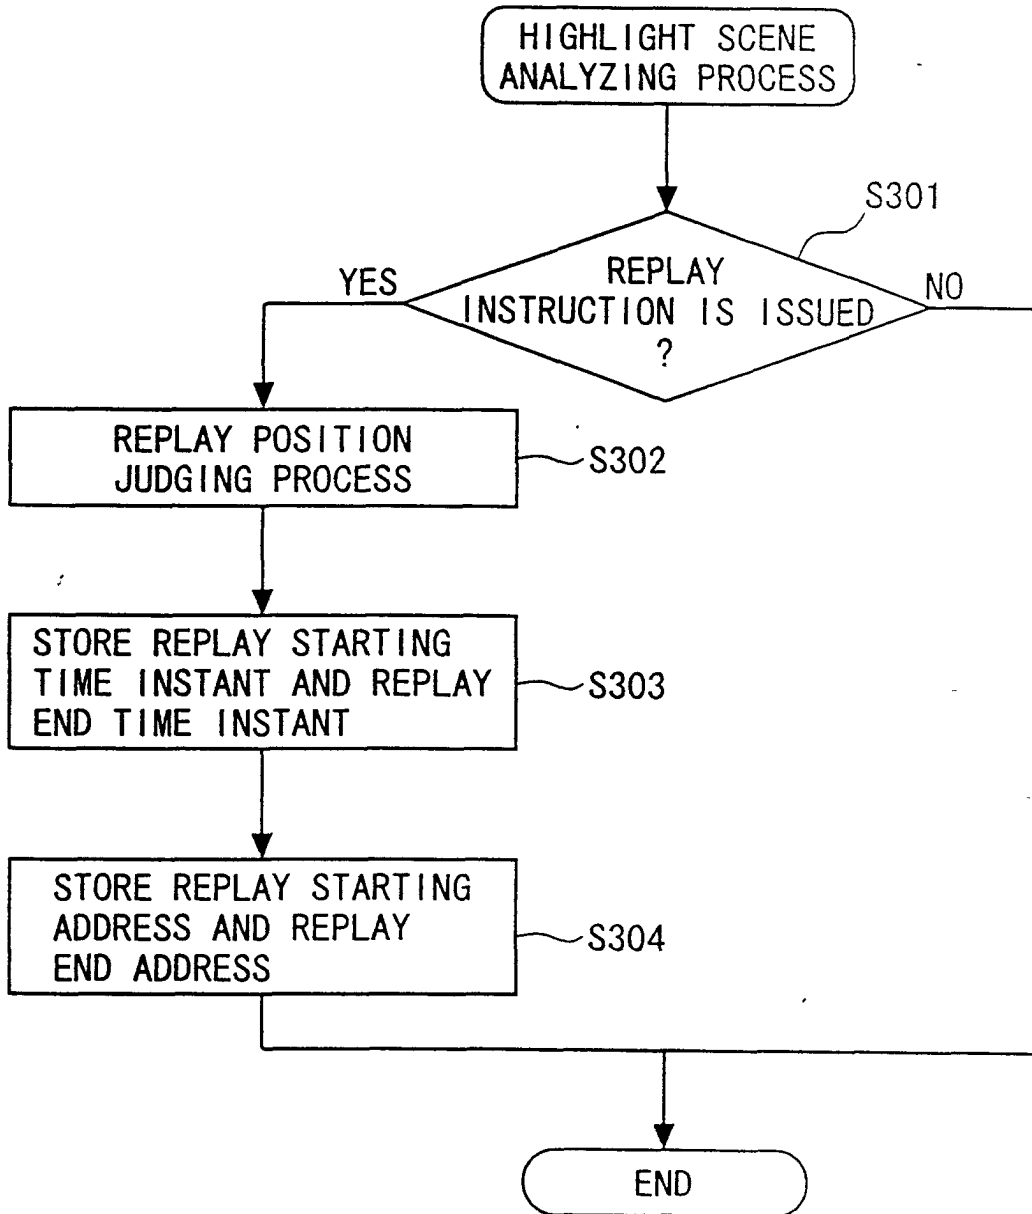 HIGHLIGHT SCENE
ANALYZING PROCESS
S301
YES
REPLAY
INSTRUCTION IS ISSUED
?
NO
REPLAY POSITION
JUDGING PROCESS
S302
STORE REPLAY STARTING
TIME INSTANT AND REPLAY
END TIME INSTANT
S303
STORE REPLAY STARTING
ADDRESS AND REPLAY
END ADDRESS
S304
END